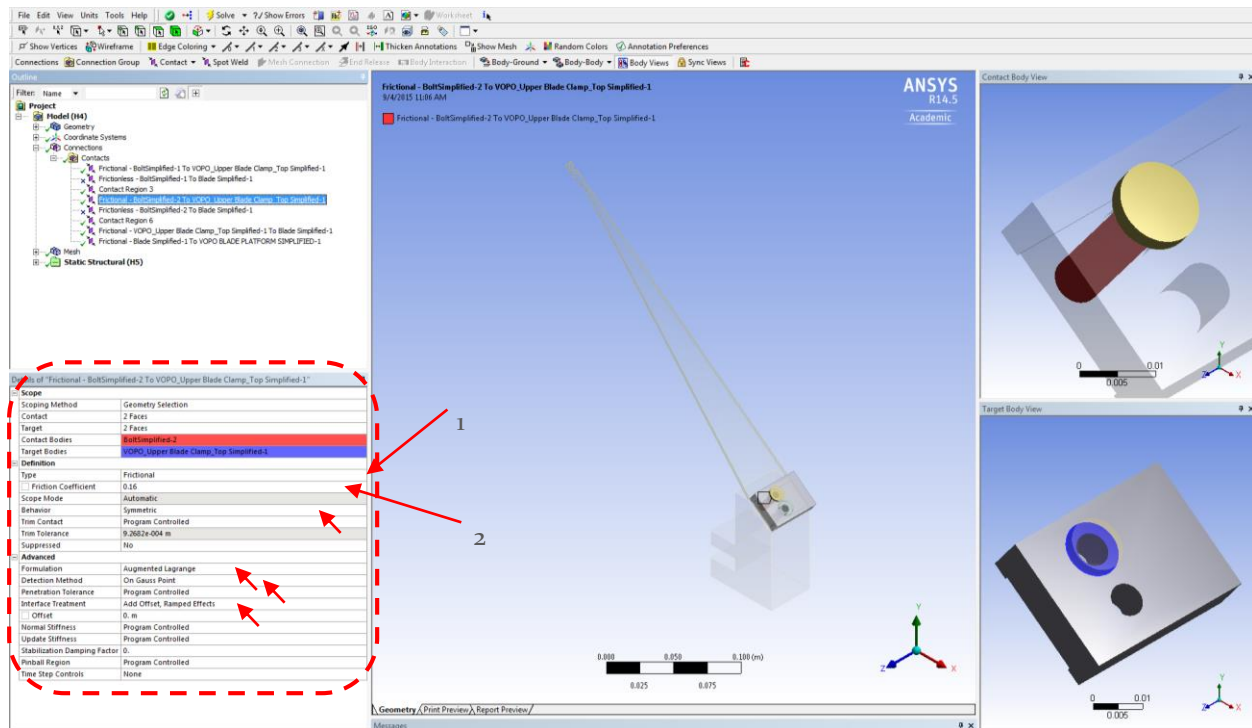 File Edit View Units Tools Help Solve ?/ Show Errors Worksheet
Show Vertices Wireframe Edge Coloring Thicken Annotations Show Mesh Random Colors Annotation Preferences
Connections Connection Group Contact Spot Weld Mesh Connection End Release Body Interaction Body-Ground Body-Body Body Views Sync Views
Outline
Filter: Name
Project
Model (H4)
Geometry
Coordinate Systems
Connections
Contacts
Frictional - BoltSimplified-1 To VOPO_Upper Blade Clamp_Top Simplified-1
Frictionless - BoltSimplified-1 To Blade Simplified-1
Contact Region 3
Frictional - BoltSimplified-2 To VOPO_Upper Blade Clamp_Top Simplified-1
Frictionless - BoltSimplified-2 To Blade Simplified-1
Contact Region 6
Frictional - VOPO_Upper Blade Clamp_Top Simplified-1 To Blade Simplified-1
Frictional - Blade Simplified-1 To VOPO BLADE PLATFORM SIMPLIFIED-1
Mesh
Static Structural (H5)
Details of "Frictional - BoltSimplified-2 To VOPO_Upper Blade Clamp_Top Simplified-1"
Scope
Scoping Method Geometry Selection
Contact 2 Faces
Target 2 Faces
Contact Bodies BoltSimplified-2
Target Bodies VOPO_Upper Blade Clamp_Top Simplified-1
Definition
Type Frictional
Friction Coefficient 0.16
Scope Mode Automatic
Behavior Symmetric
Trim Contact Program Controlled
Trim Tolerance 9.2682e-004 m
Suppressed No
Advanced
Formulation Augmented Lagrange
Detection Method On Gauss Point
Penetration Tolerance Program Controlled
Interface Treatment Add Offset, Ramped Effects
Offset 0. m
Normal Stiffness Program Controlled
Update Stiffness Program Controlled
Stabilization Damping Factor 0.
Pinball Region Program Controlled
Time Step Controls None
1
2
Frictional - BoltSimplified-2 To VOPO_Upper Blade Clamp_Top Simplified-1
9/4/2015 11:06 AM
Frictional - BoltSimplified-2 To VOPO_Upper Blade Clamp_Top Simplified-1
ANSYS
R14.5
Academic
0.000 0.050 0.100 (m)
0.025 0.075
Y
Z X
Geometry Print Preview Report Preview
Messages
Contact Body View
0 0.01
0.005
Y
Z X
Target Body View
0 0.01
0.005
Y
Z X